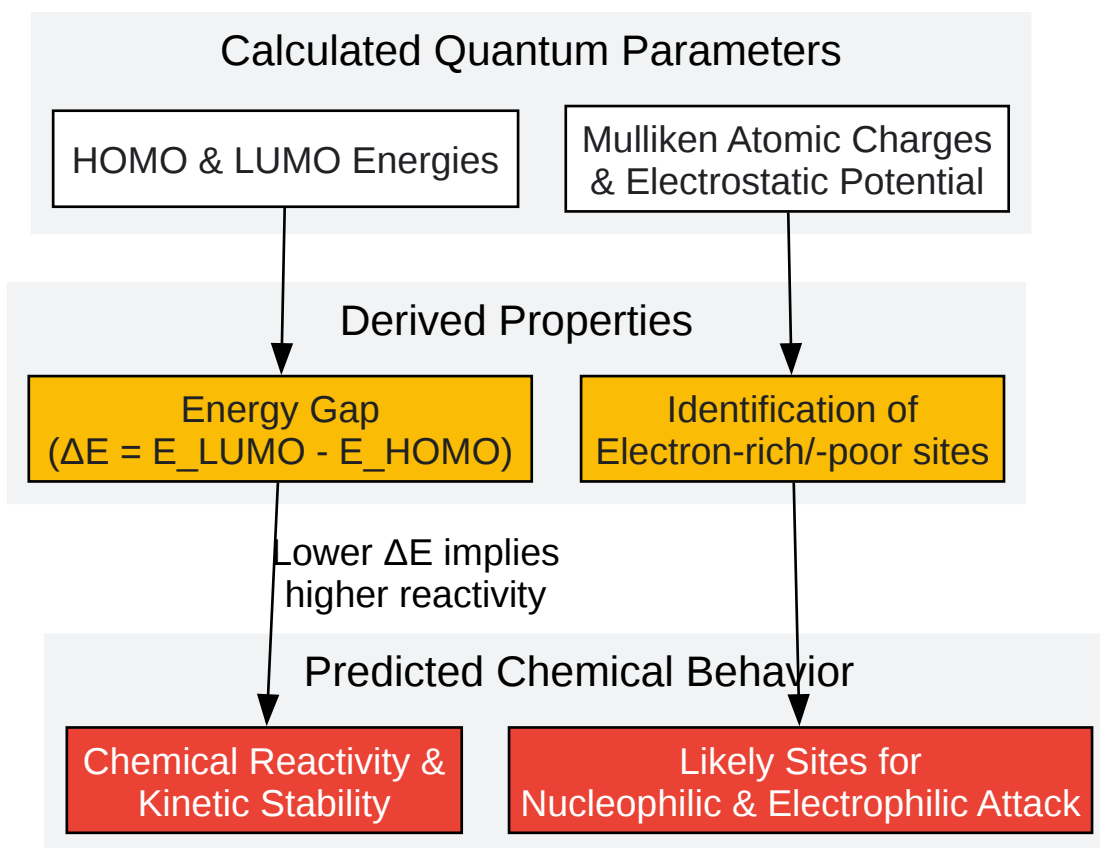 Calculated Quantum Parameters
HOMO & LUMO Energies
Mulliken Atomic Charges
& Electrostatic Potential
Derived Properties
Energy Gap
(ΔE = E_LUMO - E_HOMO)
Identification of
Electron-rich/-poor sites
Lower ΔE implies
higher reactivity
Predicted Chemical Behavior
Chemical Reactivity &
Kinetic Stability
Likely Sites for
Nucleophilic & Electrophilic Attack